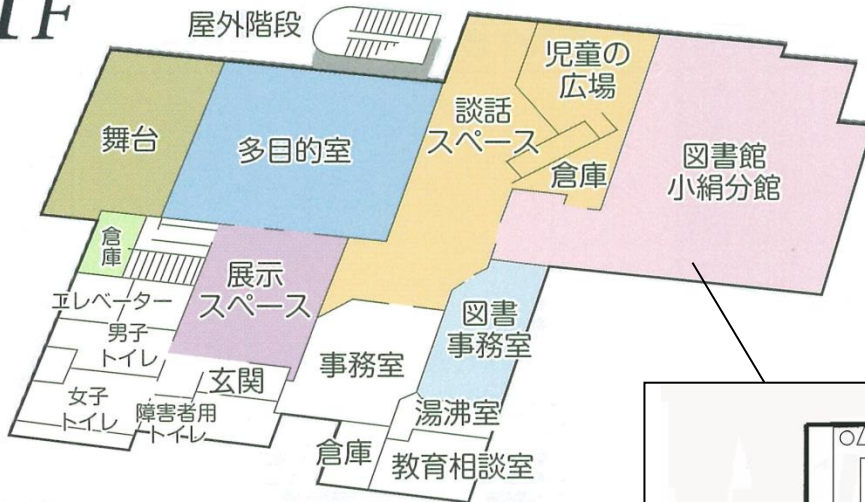 1F
屋外階段
児童の
広場
談話
スペース
舞台
多目的室
図書館
小絹分館
倉庫
倉庫
展示
スペース
エレベーター
図書
事務室
男子
トイレ
事務室
玄関
女子
トイレ
障害者用
トイレ
湯沸室
倉庫
教育相談室